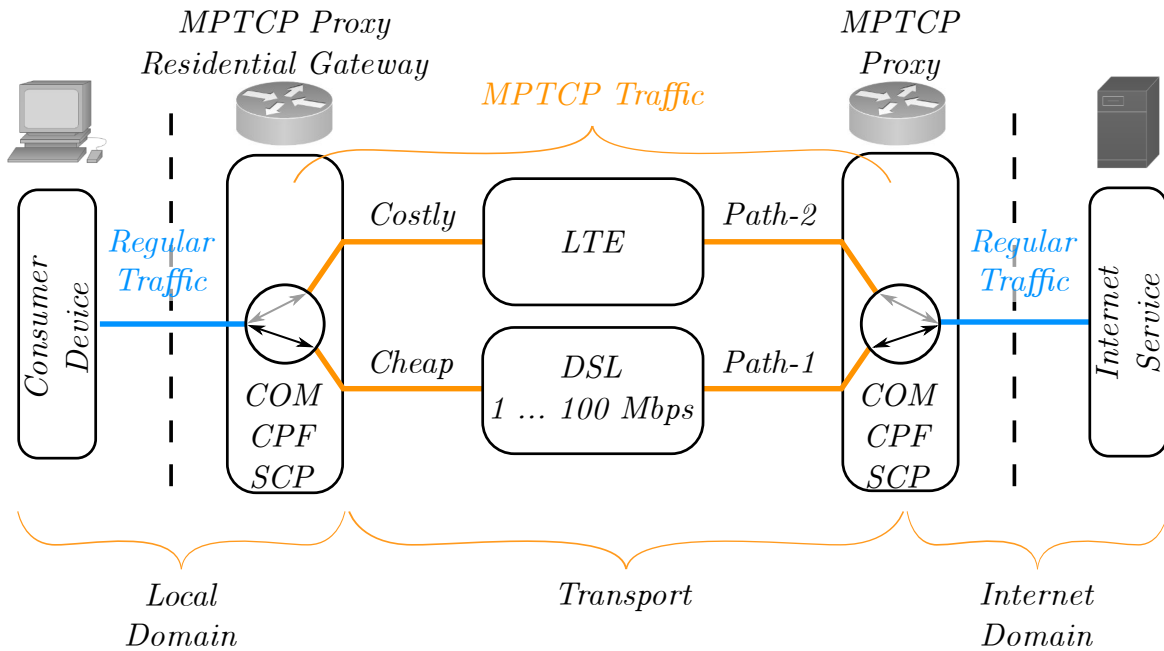 MPTCP Proxy
Residential Gateway
MPTCP
Proxy
MPTCP Traffic
Consumer
Device
Regular
Traffic
Costly
LTE
Path-2
Regular
Traffic
Internet
Service
Cheap
DSL
1 ... 100 Mbps
Path-1
COM
CPF
SCP
COM
CPF
SCP
Local
Domain
Transport
Internet
Domain